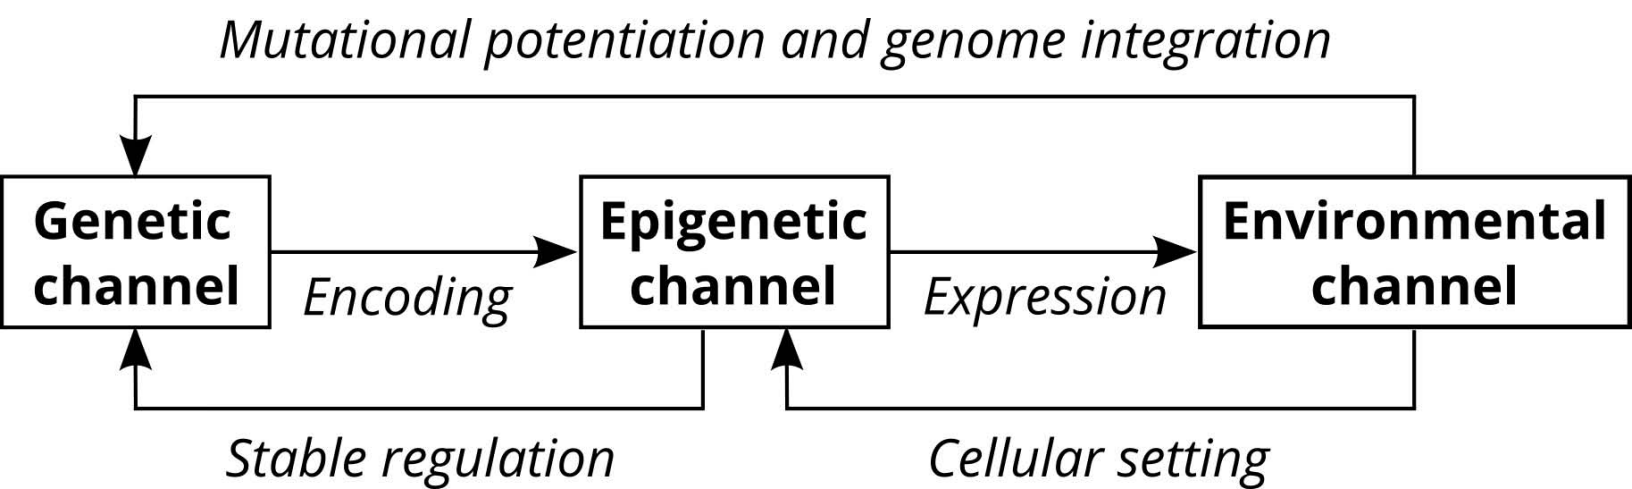 Mutational potentiation and genome integration
Genetic
channel
Encoding
Epigenetic
channel
Expression
Environmental
channel
Stable regulation
Cellular setting